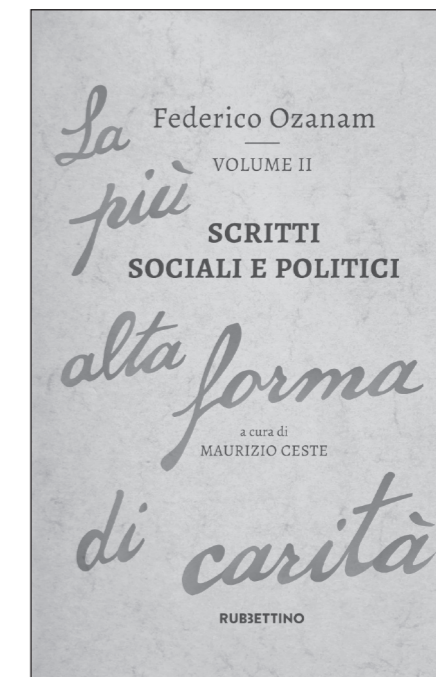 Federico Ozanam
VOLUME II
SCRITTI
SOCIALI E POLITICI
La
più
alta forma
a cura di
MAURIZIO CESTE
di carità
RUBBETTINO